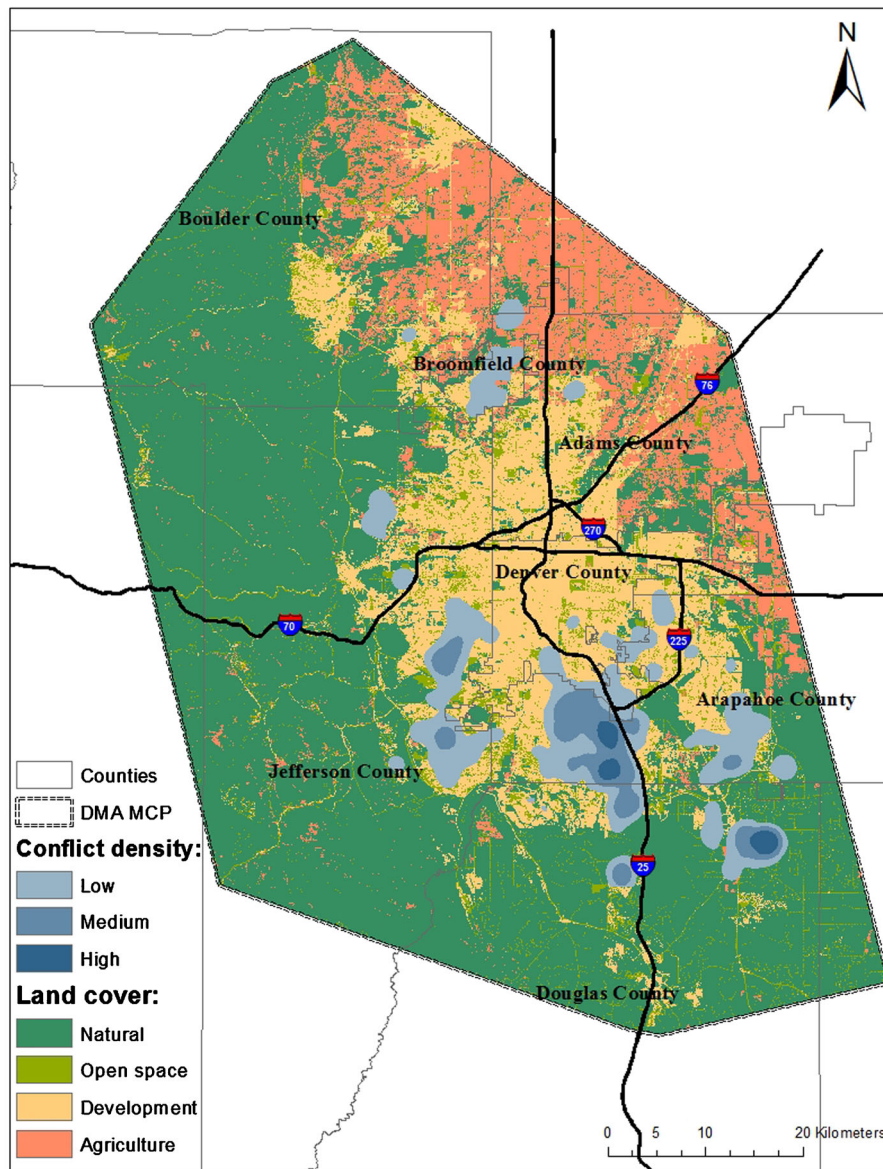 N
Boulder County
Broomfield County
76
Adams County
270
Denver County
70
225
Arapahoe County
Jefferson County
25
Douglas County
Counties
DMA MCP
Conflict density:
Low
Medium
High
Land cover:
Natural
Open space
Development
Agriculture
0 5 10 20 Kilometers